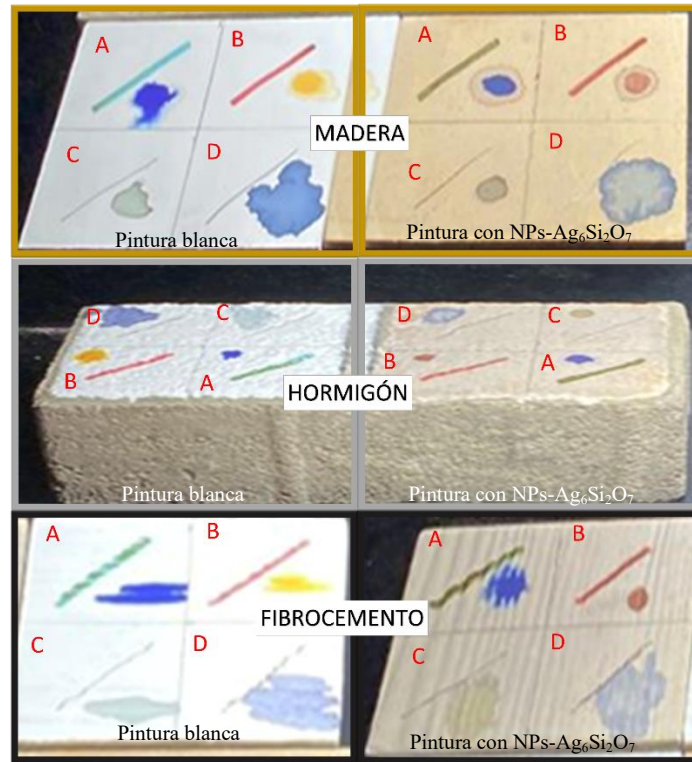 A
B
A
B
MADERA
C
D
C
D
Pintura blanca
Pintura con NPs-Ag₆Si₂O₇
D
C
D
C
B
A
B
A
HORMIGÓN
Pintura blanca
Pintura con NPs-Ag₆Si₂O₇
A
B
A
B
FIBROCEMENTO
C
D
C
D
Pintura blanca
Pintura con NPs-Ag₆Si₂O₇